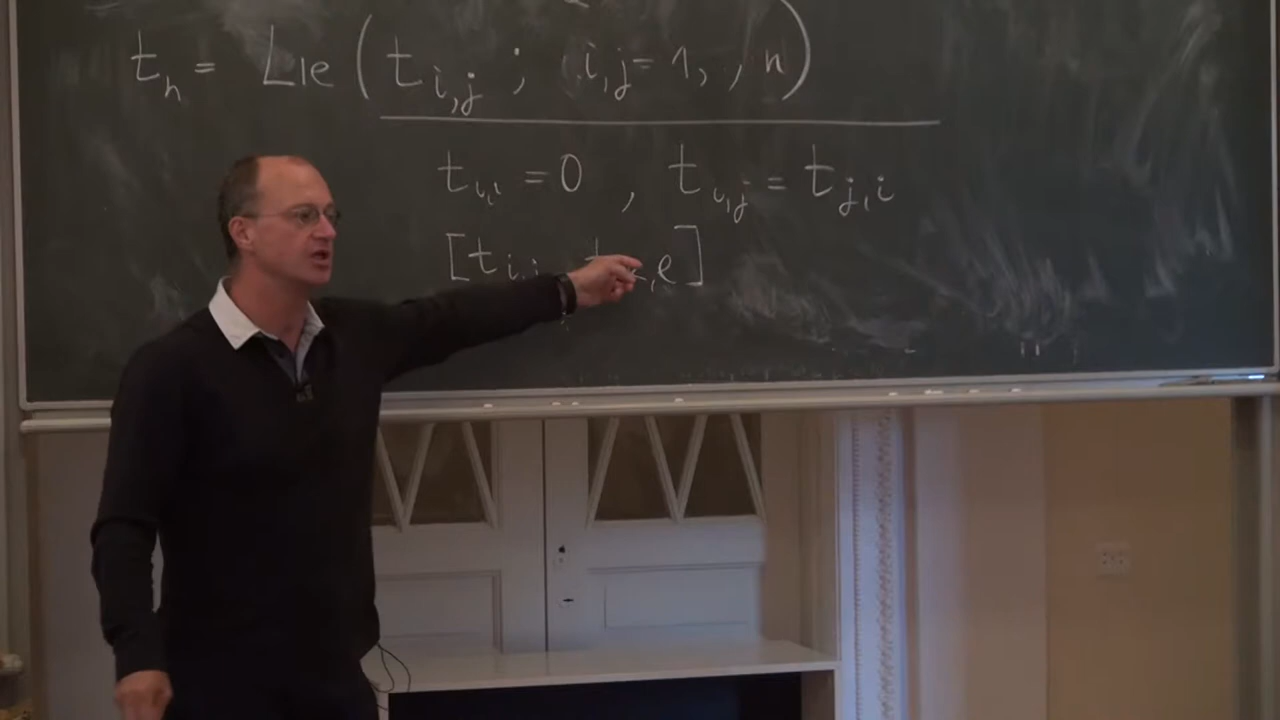 t_n = Lie ( t_{i,j} ; i,j = 1, , n )
t_{i,i} = 0 , t_{i,j} = t_{j,i}
[ t_{i,j} t ,e ]